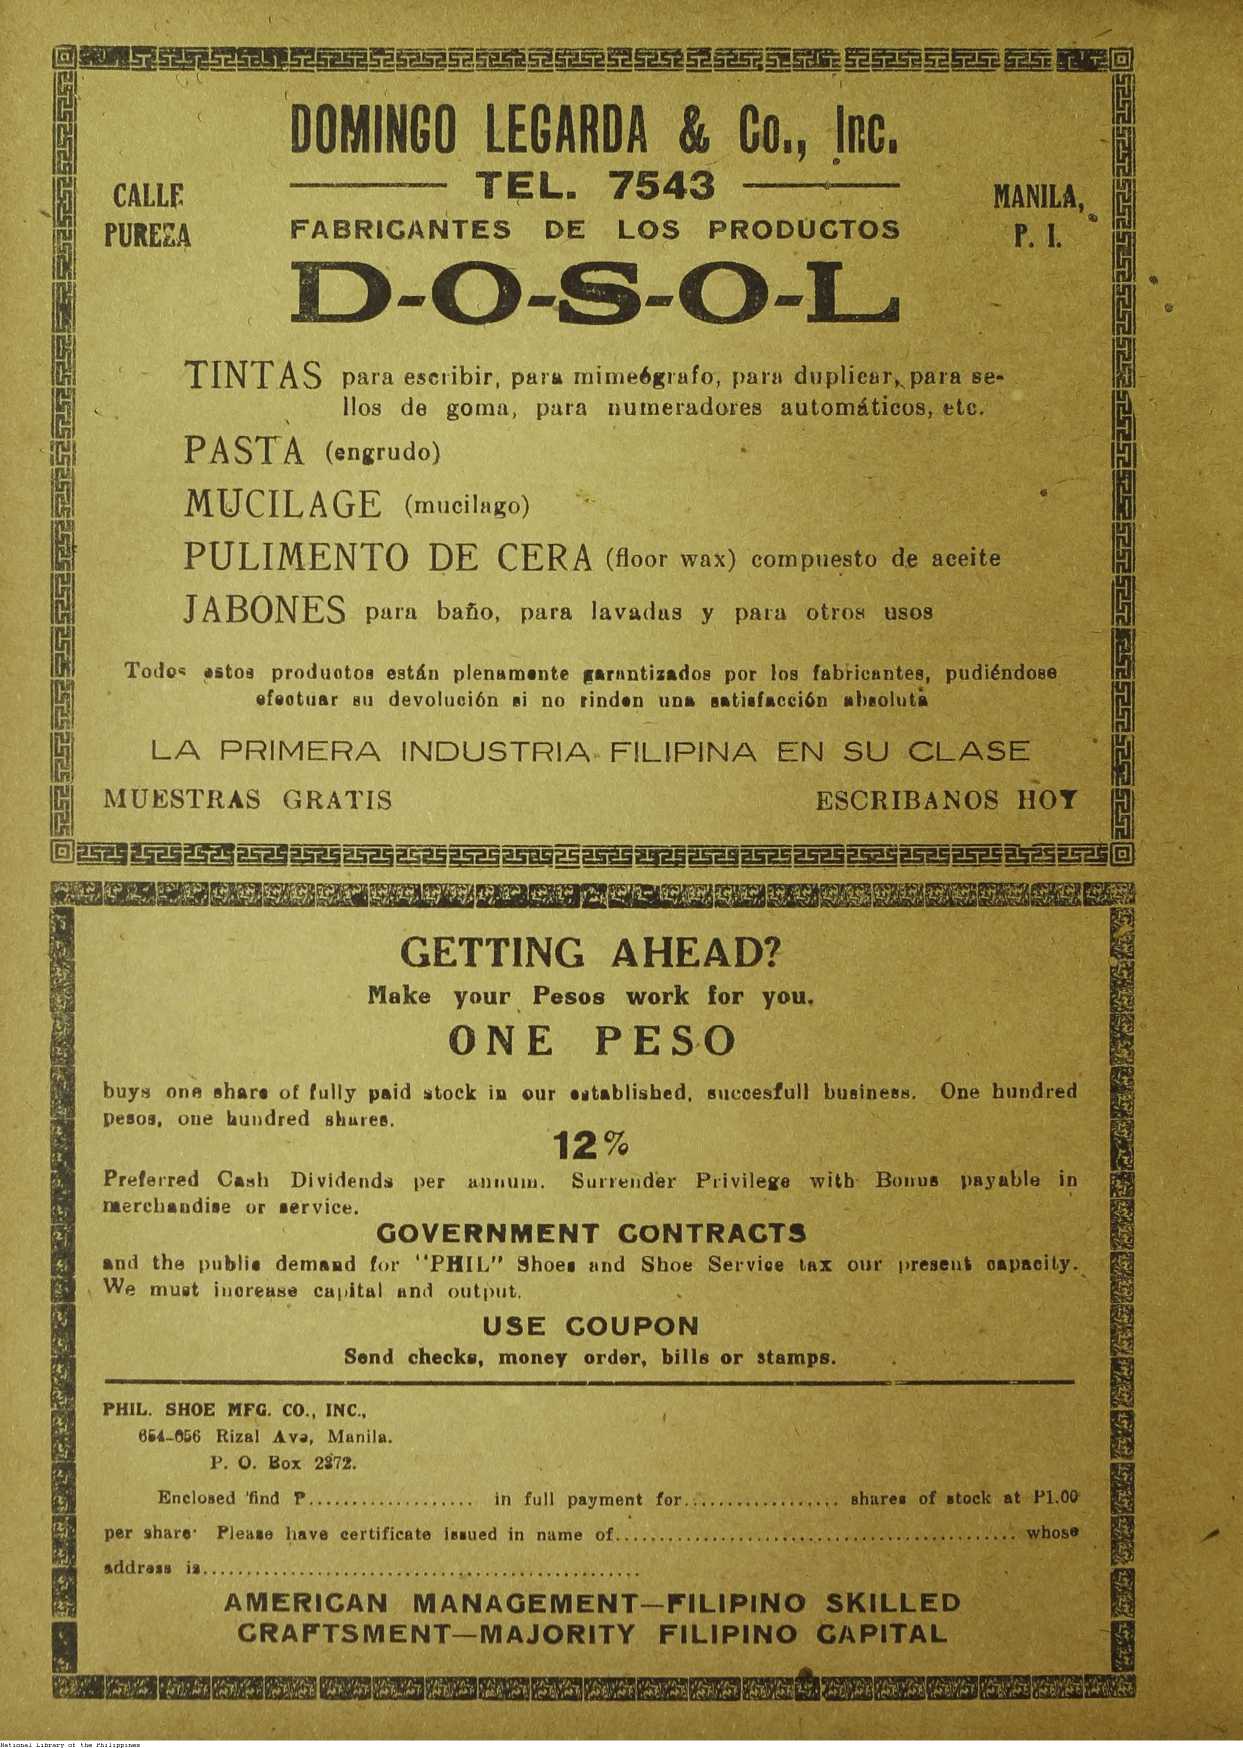 DOMINGO LEGARDA & Co., Inc.
TEL. 7543
CALLE
PUREZA
MANILA,
P. I.
FABRICANTES DE LOS PRODUCTOS
D-O-S-O-L
TINTAS para escribir, para mimeógrafo, para duplicar, para se-
llos de goma, para numeradores automáticos, etc.
PASTA (engrudo)
MUCILAGE (mucilago)
PULIMENTO DE CERA (floor wax) compuesto de aceite
JABONES para baño, para lavadas y para otros usos
Todos estos productos están plenamente garantizados por los fabricantes, pudiéndose
efectuar su devolución si no rinden una satisfacción absoluta
LA PRIMERA INDUSTRIA FILIPINA EN SU CLASE
MUESTRAS GRATIS ESCRIBANOS HOY
GETTING AHEAD?
Make your Pesos work for you.
ONE PESO
buys one share of fully paid stock in our established, succesfull business. One hundred
pesos, one hundred shares.
12%
Preferred Cash Dividends per annum. Surrender Privilege with Bonus payable in
merchandise or service.
GOVERNMENT CONTRACTS
and the public demand for "PHIL" Shoes and Shoe Service tax our present capacity.
We must increase capital and output.
USE COUPON
Send checks, money order, bills or stamps.
PHIL. SHOE MFG. CO., INC.,
654-656 Rizal Ave, Manila.
P. O. Box 2872.
Enclosed find P.................. in full payment for................. shares of stock at P1.00
per share. Please have certificate issued in name of............................................ whose
address is................................................
AMERICAN MANAGEMENT—FILIPINO SKILLED
CRAFTSMENT—MAJORITY FILIPINO CAPITAL
National Library of the Philippines